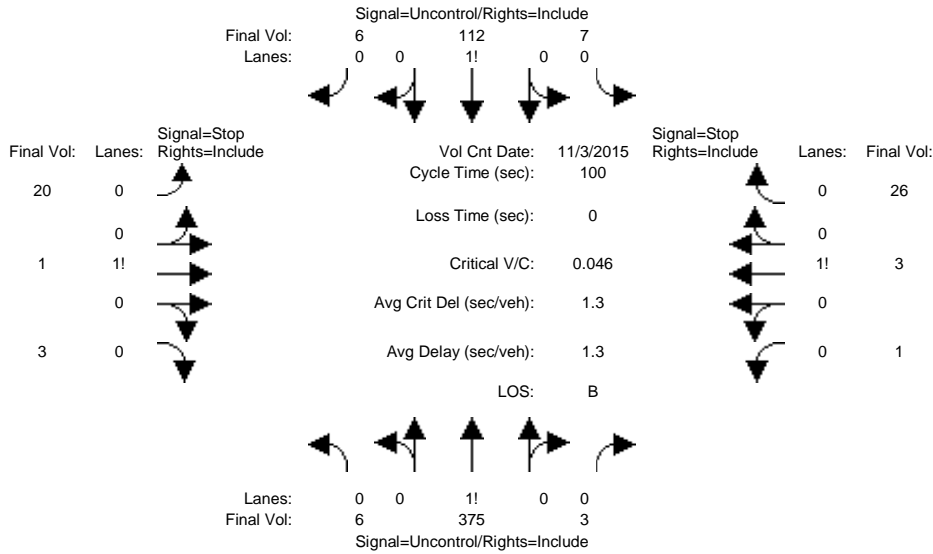 Signal=Uncontrol/Rights=Include
Final Vol: 6 112 7
Lanes: 0 0 1! 0 0
Signal=Stop
Final Vol: Lanes: Rights=Include
Vol Cnt Date: 11/3/2015
Signal=Stop
Rights=Include Lanes: Final Vol:
Cycle Time (sec): 100
20 0
0 26
Loss Time (sec): 0
0
0
1 1!
Critical V/C: 0.046
1! 3
0
Avg Crit Del (sec/veh): 1.3
0
3 0
Avg Delay (sec/veh): 1.3
0 1
LOS: B
Lanes: 0 0 1! 0 0
Final Vol: 6 375 3
Signal=Uncontrol/Rights=Include